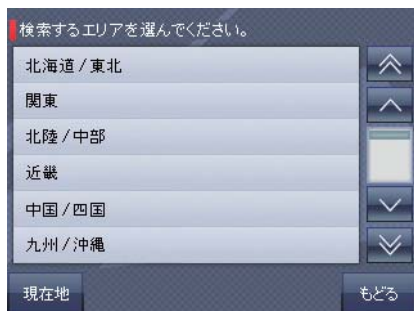 検索するエリアを選んでください。
北海道/東北
関東
北陸/中部
近畿
中国/四国
九州/沖縄
現在地
もどる